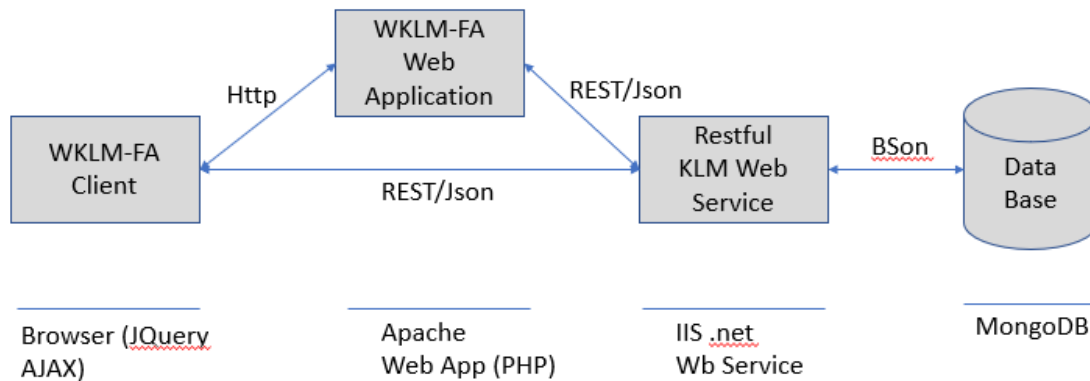 WKLM-FA
Web
Application
Http
REST/Json
WKLM-FA
Client
REST/Json
Restful
KLM Web
Service
BSon
Data
Base
Browser (JQuery
AJAX)
Apache
Web App (PHP)
IIS .net
Wb Service
MongoDB